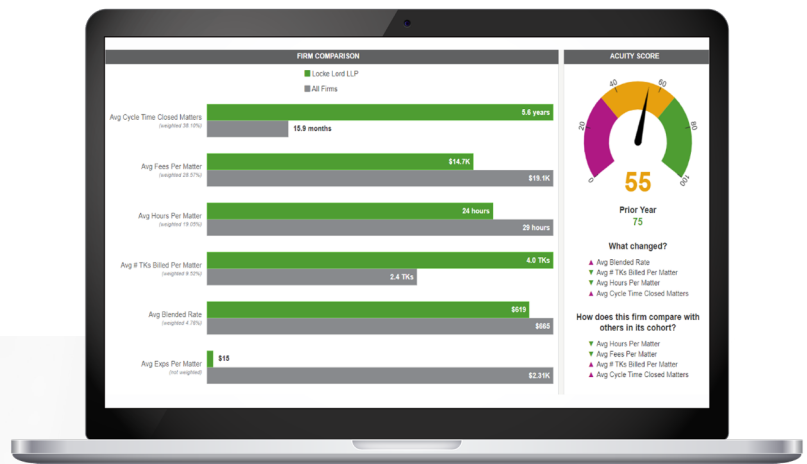 FIRM COMPARISON
Locke Lord LLP
All Firms
Avg Cycle Time Closed Matters
(weighted 38.10%)
5.6 years
15.9 months
Avg Fees Per Matter
(weighted 28.57%)
$14.7K
$19.1K
Avg Hours Per Matter
(weighted 19.05%)
24 hours
29 hours
Avg # TKs Billed Per Matter
(weighted 9.52%)
4.0 TKs
2.4 TKs
Avg Blended Rate
(weighted 4.76%)
$619
$665
Avg Exps Per Matter
(not weighted)
$15
$2.31K
ACUITY SCORE
0
20
40
60
80
100
55
Prior Year
75
What changed?
▲ Avg Blended Rate
▼ Avg # TKs Billed Per Matter
▼ Avg Hours Per Matter
▲ Avg Cycle Time Closed Matters
How does this firm compare with
others in its cohort?
▼ Avg Hours Per Matter
▼ Avg Fees Per Matter
▲ Avg # TKs Billed Per Matter
▲ Avg Cycle Time Closed Matters